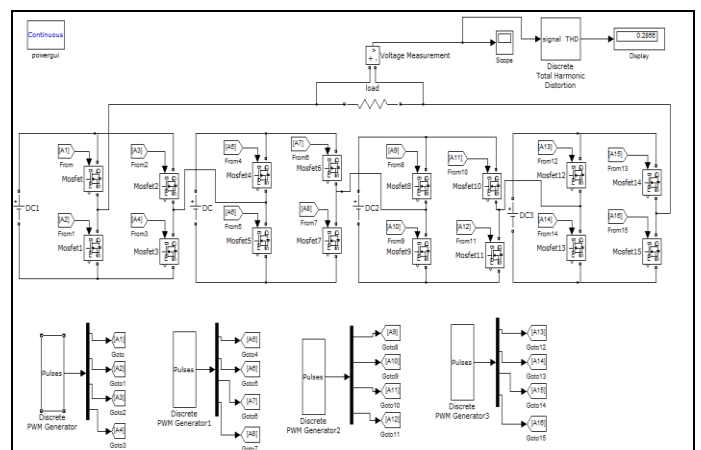 Continuous
powergui
Voltage Measurement
Scope
signal THD
Discrete
Total Harmonic
Distortion
0.2866
Display
load
[A1]
From
Mosfet
[A3]
From2
Mosfet2
[A5]
From4
Mosfet4
[A7]
From6
Mosfet6
[A9]
From8
Mosfet8
[A11]
From10
Mosfet10
[A13]
From12
Mosfet12
[A15]
From13
Mosfet14
DC1
DC
DC2
DC3
[A2]
From1
Mosfet1
[A4]
From3
Mosfet3
[A6]
From5
Mosfet5
[A8]
From7
Mosfet7
[A10]
From9
Mosfet9
[A12]
From11
Mosfet11
[A14]
From14
Mosfet13
[A16]
From15
Mosfet15
Pulses
Discrete
PWM Generator
[A1]
Goto
[A2]
Goto1
[A3]
Goto2
[A4]
Goto3
Pulses
Discrete
PWM Generator1
[A5]
Goto4
[A6]
Goto5
[A7]
Goto6
[A8]
Goto7
Pulses
Discrete
PWM Generator2
[A9]
Goto8
[A10]
Goto9
[A11]
Goto10
[A12]
Goto11
Pulses
Discrete
PWM Generator3
[A13]
Goto12
[A14]
Goto13
[A15]
Goto14
[A16]
Goto15